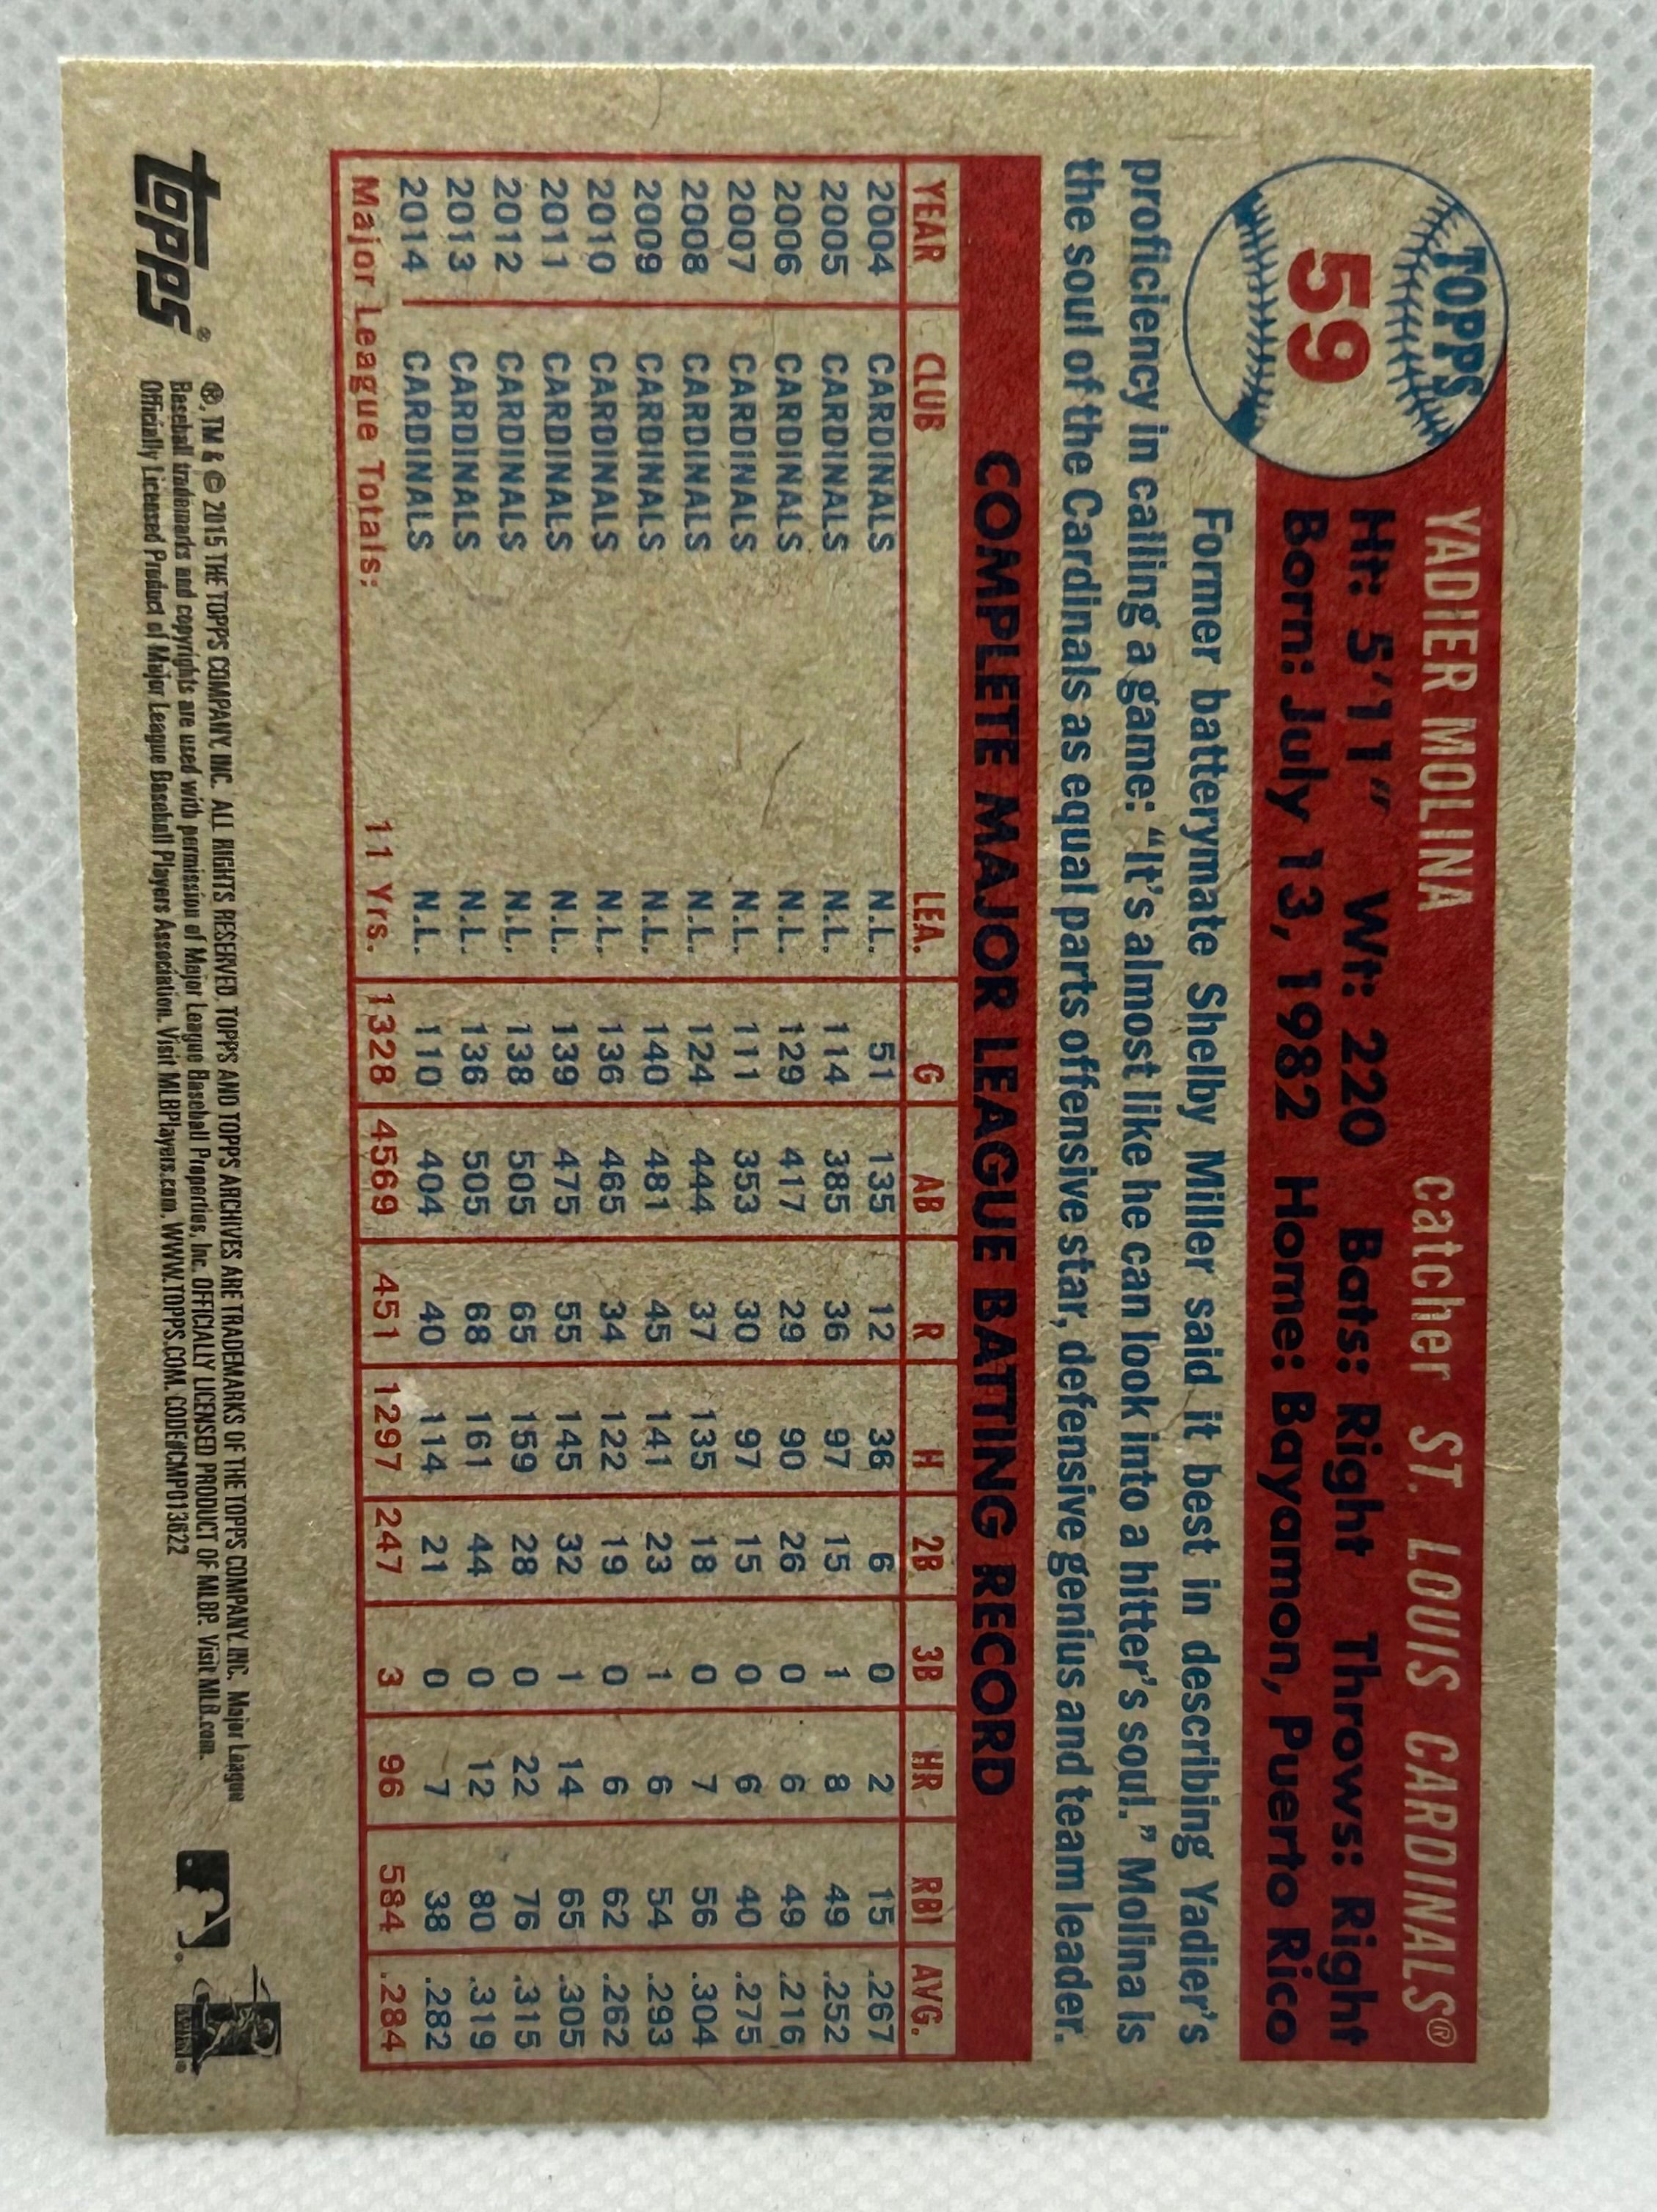 TOPPS
59
YADIER MOLINA catcher ST. LOUIS CARDINALS®
Ht: 5'11" Wt: 220 Bats: Right Throws: Right
Born: July 13, 1982 Home: Bayamon, Puerto Rico
Former batterymate Shelby Miller said it best in describing Yadier's
proficiency in calling a game: "It's almost like he can look into a hitter's soul." Molina is
the soul of the Cardinals as equal parts offensive star, defensive genius and team leader.
COMPLETE MAJOR LEAGUE BATTING RECORD
YEAR CLUB LEA. G AB R H 2B 3B HR RBI AVG.
2004 CARDINALS N.L. 51 135 12 36 6 0 2 15 .267
2005 CARDINALS N.L. 114 385 36 97 15 1 8 49 .252
2006 CARDINALS N.L. 129 417 29 90 26 0 6 49 .216
2007 CARDINALS N.L. 111 353 30 97 15 0 6 40 .275
2008 CARDINALS N.L. 124 444 37 135 18 0 7 56 .304
2009 CARDINALS N.L. 140 481 45 141 23 1 6 54 .293
2010 CARDINALS N.L. 136 465 34 122 19 0 6 62 .262
2011 CARDINALS N.L. 139 475 55 145 32 1 14 65 .305
2012 CARDINALS N.L. 138 505 65 159 28 0 22 76 .315
2013 CARDINALS N.L. 136 505 68 161 44 0 12 80 .319
2014 CARDINALS N.L. 110 404 40 114 21 0 7 38 .282
Major League Totals: 11 Yrs. 1328 4569 451 1297 247 3 96 584 .284
topps®
®, TM & © 2015 THE TOPPS COMPANY, INC. ALL RIGHTS RESERVED. TOPPS AND TOPPS ARCHIVES ARE TRADEMARKS OF THE TOPPS COMPANY, INC. Major League
Baseball trademarks and copyrights are used with permission of Major League Baseball Properties, Inc. OFFICIALLY LICENSED PRODUCT OF MLBP. Visit MLB.com.
Officially Licensed Product of Major League Baseball Players Association. Visit MLBPlayers.com. WWW.TOPPS.COM. CODE#CMP013622